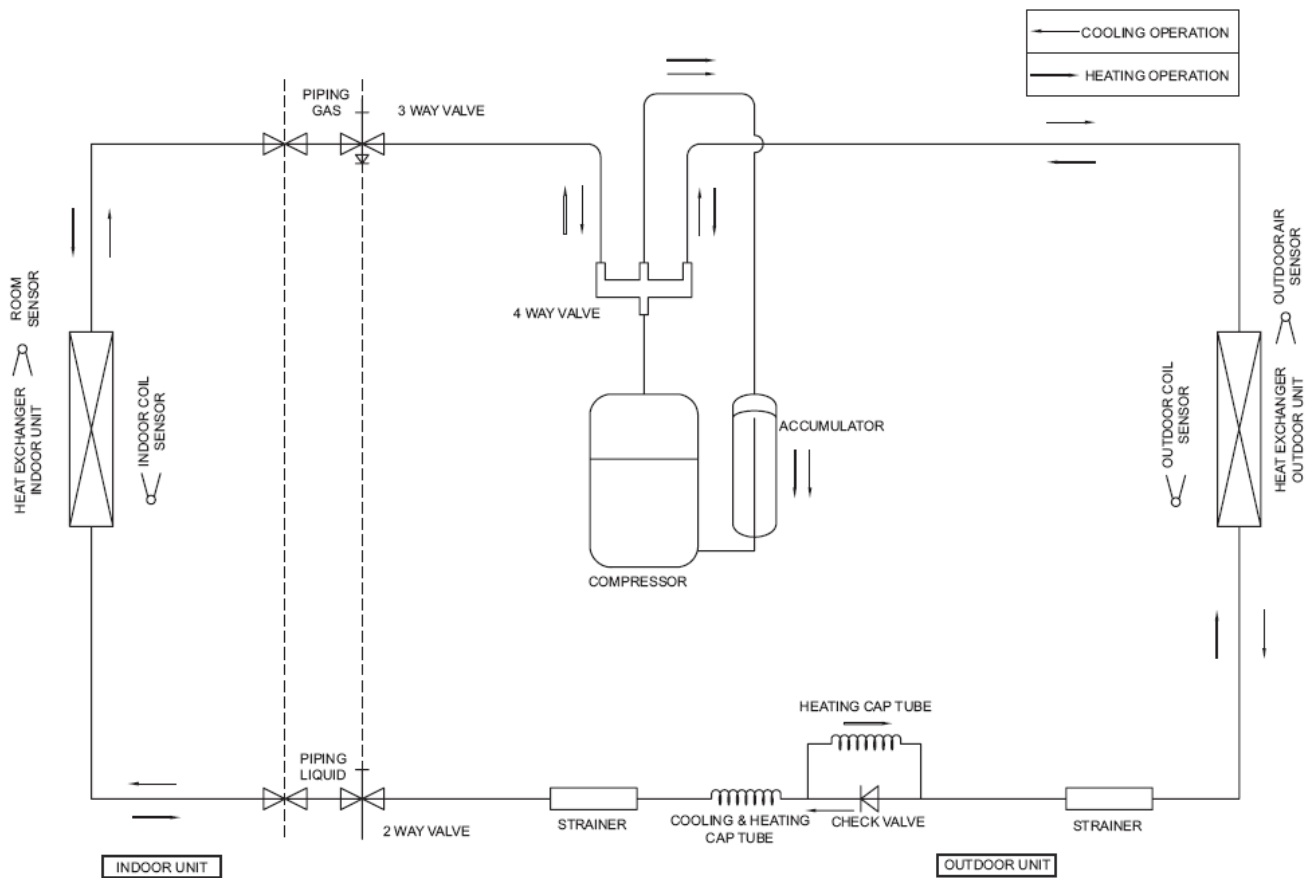 COOLING OPERATION
HEATING OPERATION
PIPING
GAS
3 WAY VALVE
ROOM
SENSOR
HEAT EXCHANGER
INDOOR UNIT
INDOOR COIL
SENSOR
4 WAY VALVE
COMPRESSOR
ACCUMULATOR
OUTDOOR AIR
SENSOR
OUTDOOR COIL
SENSOR
HEAT EXCHANGER
OUTDOOR UNIT
HEATING CAP TUBE
PIPING
LIQUID
2 WAY VALVE
STRAINER
COOLING & HEATING
CAP TUBE
CHECK VALVE
STRAINER
INDOOR UNIT
OUTDOOR UNIT